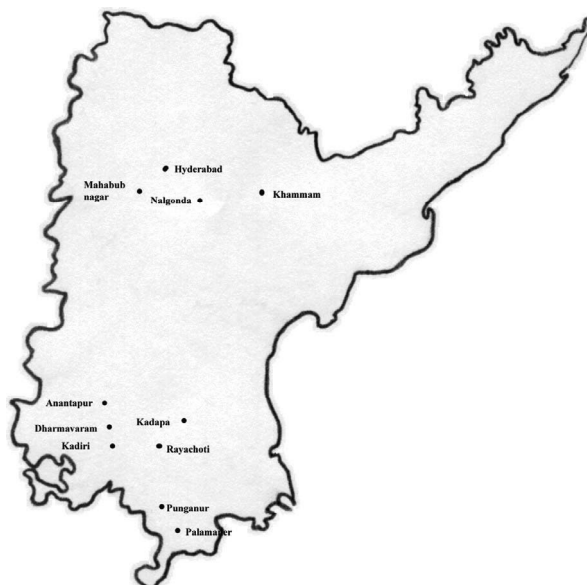 Hyderabad
Mahabub
nagar
Nalgonda
Khammam
Anantapur
Kadapa
Dharmavaram
Kadiri
Rayachoti
Punganur
Palamaner